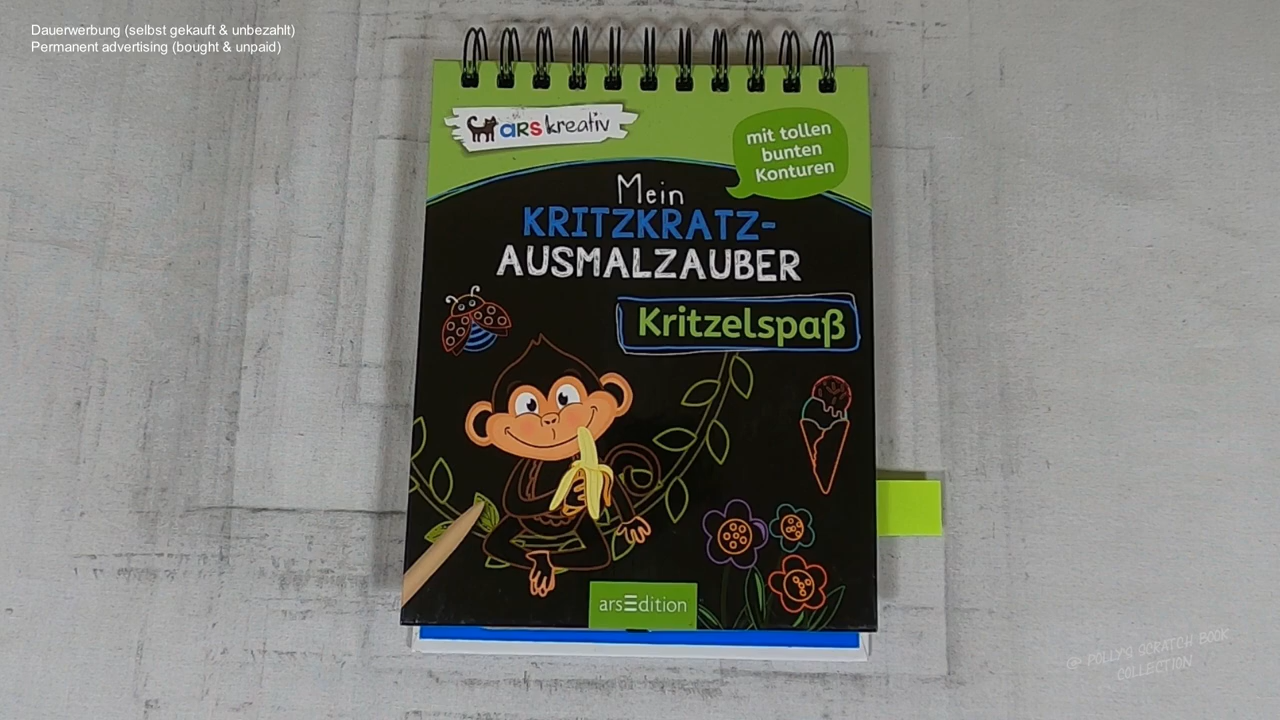 Dauerwerbung (selbst gekauft & unbezahlt)
Permanent advertising (bought & unpaid)
ars kreativ
mit tollen
bunten
Konturen
Mein
KRITZKRATZ-
AUSMALZAUBER
Kritzelspaß
arsEdition
@ POLLYS SCRATCH BOOK
COLLECTION